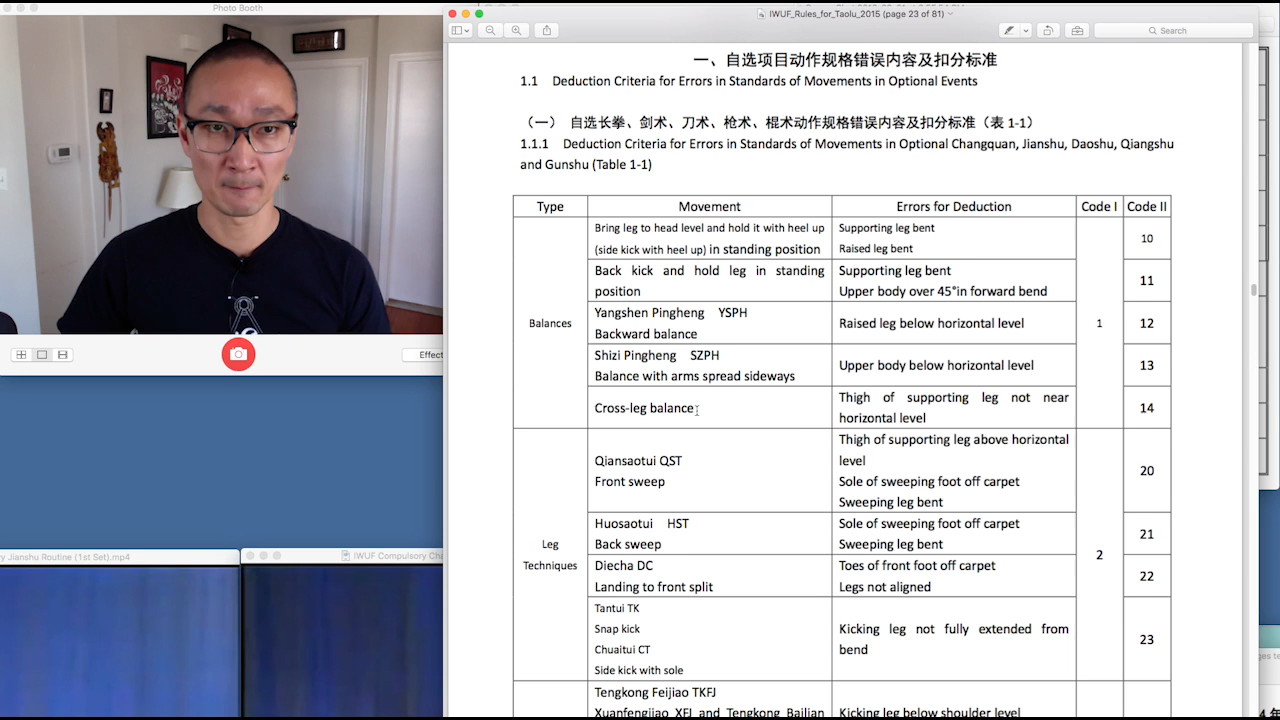 Photo Booth
IWUF_Rules_for_Taolu_2015 (page 23 of 81)
Search
Effect
一、自选项目动作规格错误内容及扣分标准
1.1 Deduction Criteria for Errors in Standards of Movements in Optional Events
（一） 自选长拳、剑术、刀术、枪术、棍术动作规格错误内容及扣分标准（表 1-1）
1.1.1 Deduction Criteria for Errors in Standards of Movements in Optional Changquan, Jianshu, Daoshu, Qiangshu
and Gunshu (Table 1-1)
Type Movement Errors for Deduction Code I Code II
Balances
Bring leg to head level and hold it with heel up
(side kick with heel up) in standing position
Supporting leg bent
Raised leg bent
1
10
Back kick and hold leg in standing
position
Supporting leg bent
Upper body over 45°in forward bend
11
Yangshen Pingheng YSPH
Backward balance
Raised leg below horizontal level
12
Shizi Pingheng SZPH
Balance with arms spread sideways
Upper body below horizontal level
13
Cross-leg balance
Thigh of supporting leg not near
horizontal level
14
Leg
Techniques
Qiansaotui QST
Front sweep
Thigh of supporting leg above horizontal
level
Sole of sweeping foot off carpet
Sweeping leg bent
2
20
Huosaotui HST
Back sweep
Sole of sweeping foot off carpet
Sweeping leg bent
21
Diecha DC
Landing to front split
Toes of front foot off carpet
Legs not aligned
22
Tantui TK
Snap kick
Chuaitui CT
Side kick with sole
Kicking leg not fully extended from
bend
23
Tengkong Feijiao TKFJ
Xuanfengjiao XFJ and Tengkong Bailian
Kicking leg below shoulder level
ry Jianshu Routine (1st Set).mp4
IWUF Compulsory Cha